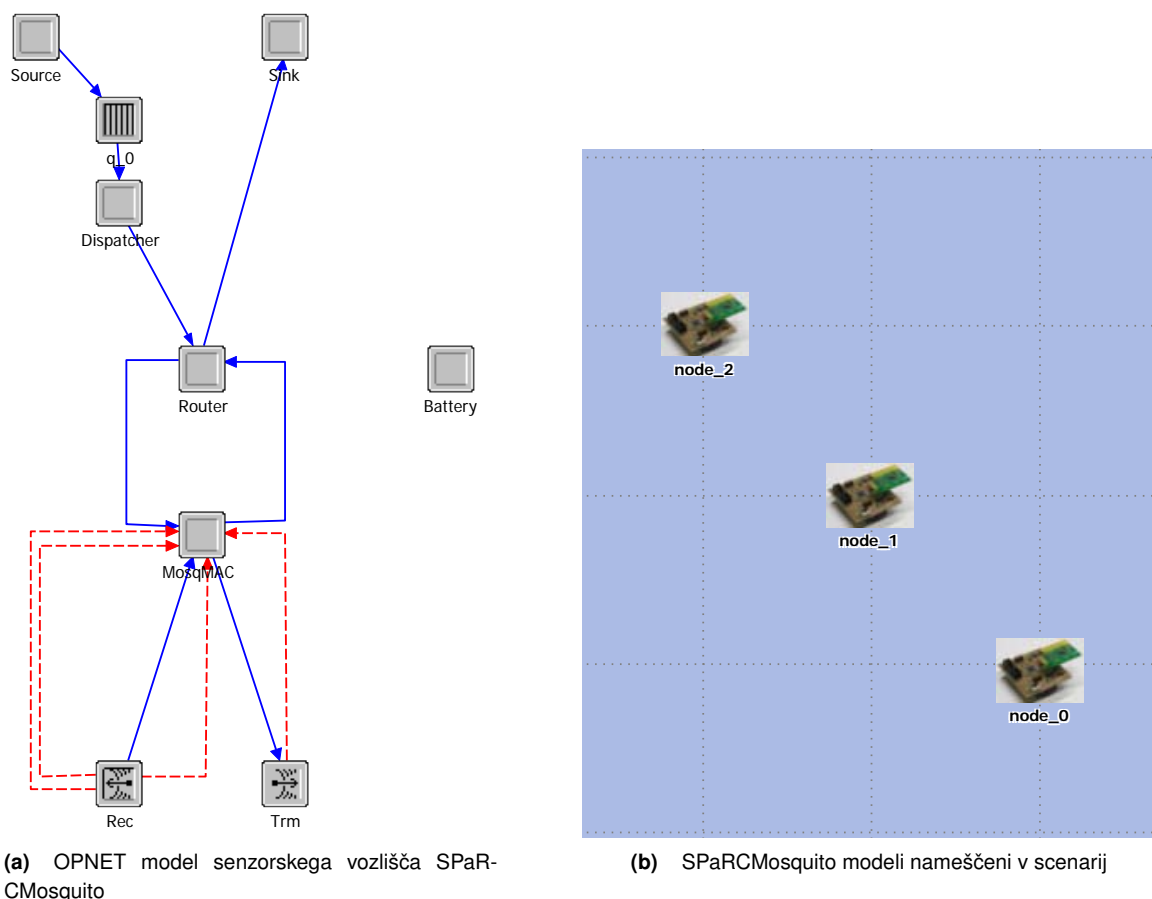 Source
Sink
q_0
Dispatcher
Router
Battery
MosqMAC
Rec
Trm
(a) OPNET model senzorskega vozlišča SPaR-
CMosquito
node_2
node_1
node_0
(b) SPaRCMosquito modeli nameščeni v scenarij